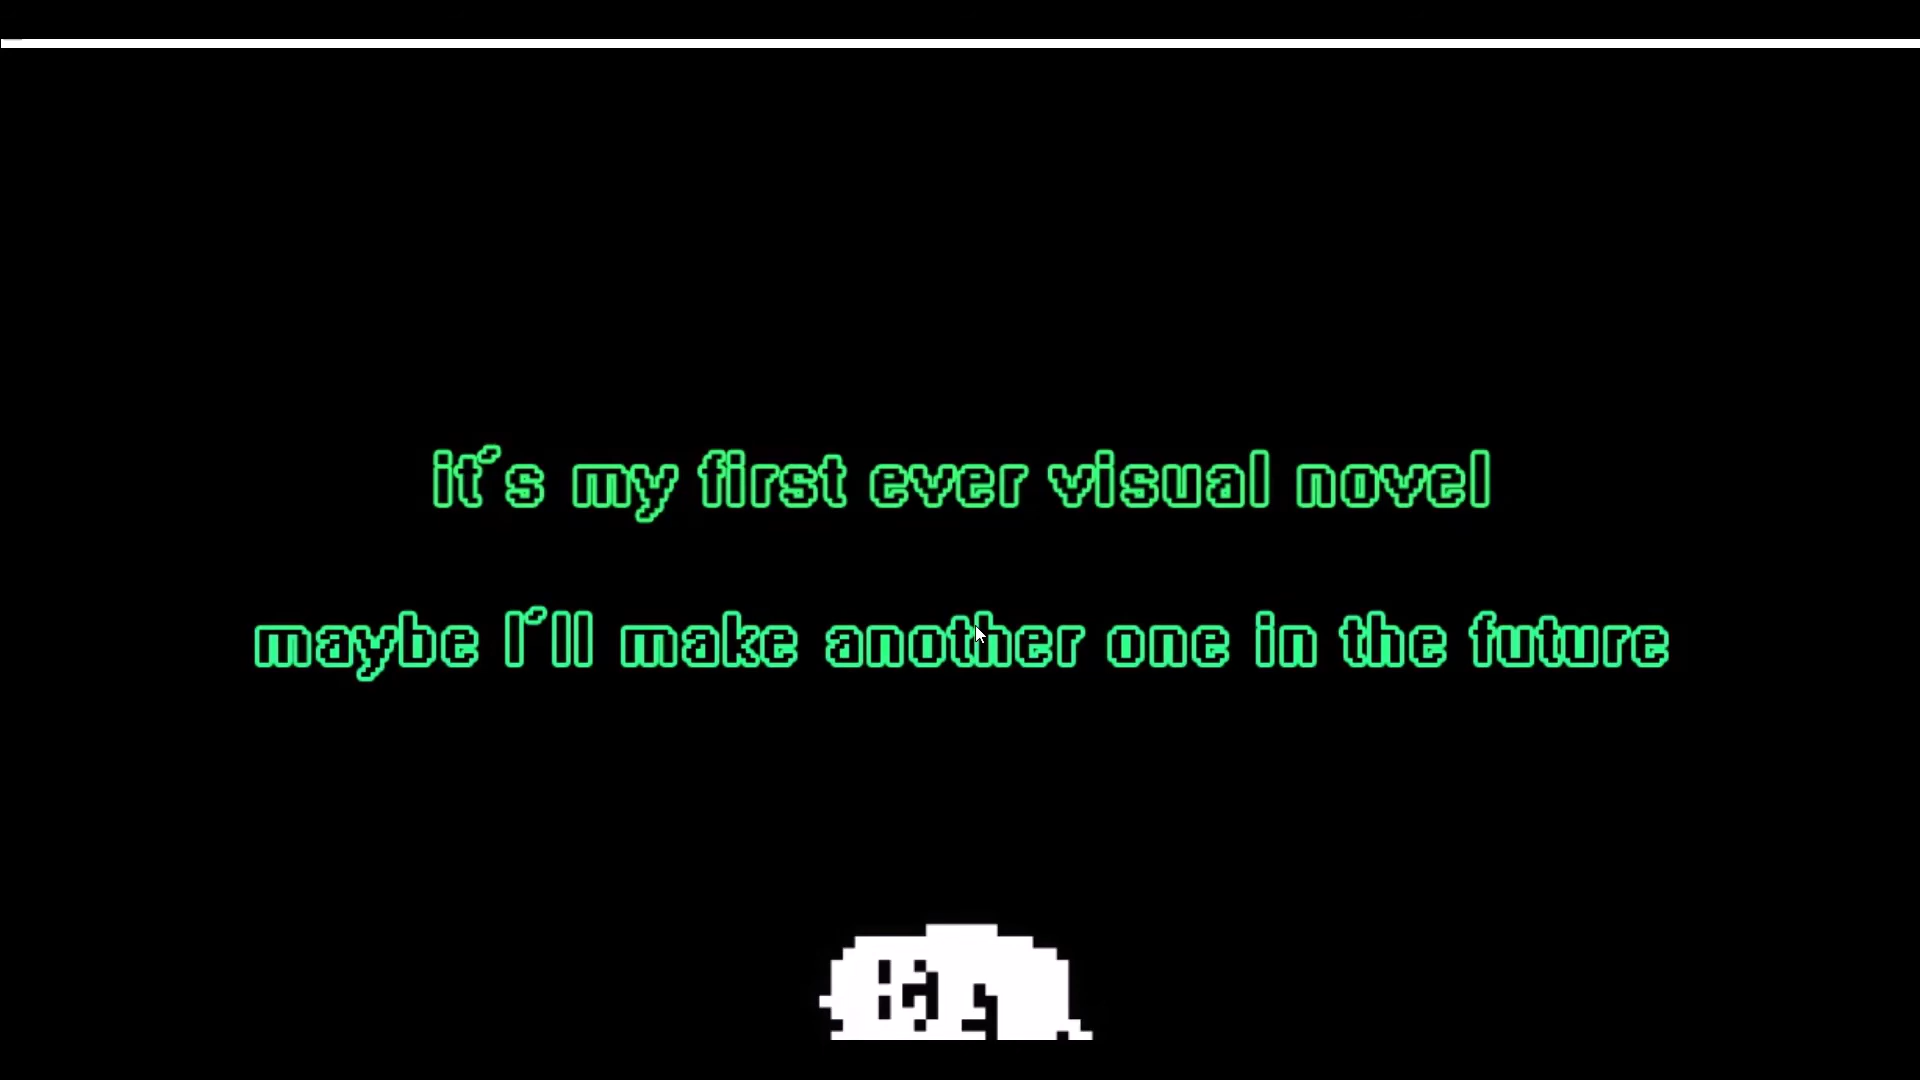 it´s my first ever visual novel
maybe I´ll make another one in the future